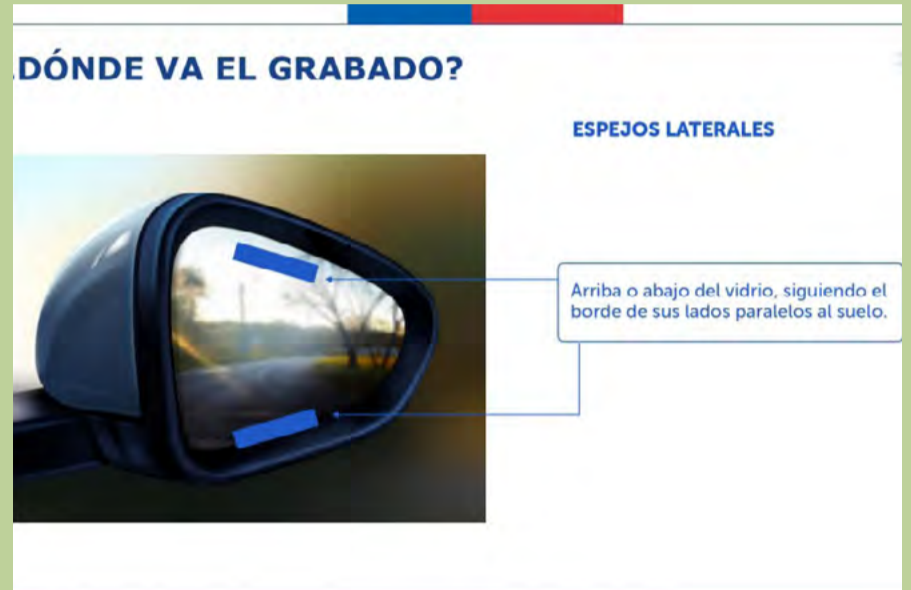 ¿DÓNDE VA EL GRABADO?
ESPEJOS LATERALES
Arriba o abajo del vidrio, siguiendo el
borde de sus lados paralelos al suelo.